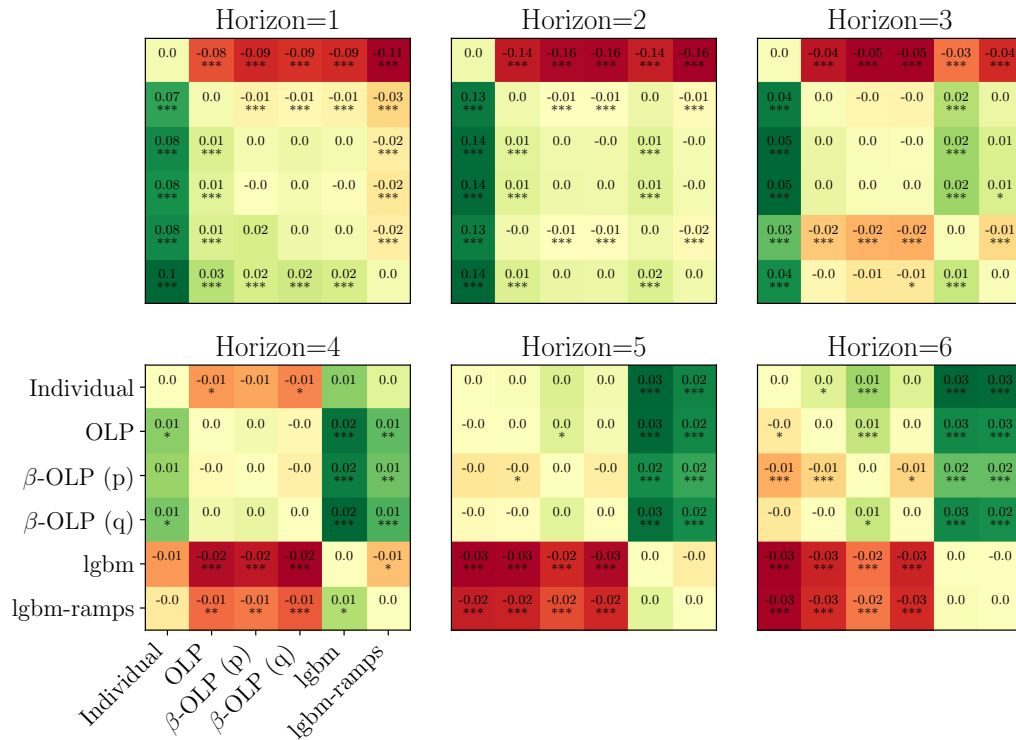 Horizon=1 Horizon=2 Horizon=3
0.0 -0.08 -0.09 -0.09 -0.09 -0.11 0.0 -0.14 -0.16 -0.16 -0.14 -0.16 0.0 -0.04 -0.05 -0.05 -0.03 -0.04
*** *** *** *** *** *** *** *** *** *** *** *** *** *** ***
0.07 0.0 -0.01 -0.01 -0.01 -0.03 0.13 0.0 -0.01 -0.01 0.0 -0.01 0.04 0.0 -0.0 -0.0 0.02 0.0
*** *** *** *** *** *** *** *** *** *** ***
0.08 0.01 0.0 0.0 0.0 -0.02 0.14 0.01 0.0 0.0 0.01 -0.0 0.05 0.0 0.0 -0.0 0.02 0.01
*** *** *** *** *** *** *** ***
0.08 0.01 -0.0 0.0 -0.0 -0.02 0.14 0.01 0.0 0.0 0.01 -0.0 0.05 0.0 0.0 0.0 0.02 0.01
*** *** *** *** *** *** *** *** *
0.08 0.01 0.02 0.0 0.0 -0.02 0.13 -0.0 -0.01 -0.01 0.0 -0.02 0.03 -0.02 -0.02 -0.02 0.0 -0.01
*** *** *** *** *** *** *** *** *** *** *** ***
0.1 0.03 0.02 0.02 0.02 0.0 0.14 0.01 0.0 0.0 0.02 0.0 0.04 -0.0 -0.01 -0.01 0.01 0.0
*** *** *** *** *** *** *** *** *** * ***
Horizon=4 Horizon=5 Horizon=6
Individual 0.0 -0.01 -0.01 -0.01 0.01 0.0 0.0 0.0 0.0 0.0 0.03 0.02 0.0 0.0 0.01 0.0 0.03 0.03
* * *** *** * *** *** ***
OLP 0.01 0.0 0.0 -0.0 0.02 0.01 -0.0 0.0 0.0 0.0 0.03 0.02 -0.0 0.0 0.01 0.0 0.03 0.03
* *** ** * *** *** * *** *** ***
β-OLP (p) 0.01 -0.0 0.0 -0.0 0.02 0.01 -0.0 -0.0 0.0 -0.0 0.02 0.02 -0.01 -0.01 0.0 -0.01 0.02 0.02
*** ** * *** *** *** *** * *** ***
β-OLP (q) 0.01 0.0 0.0 0.0 0.02 0.01 -0.0 -0.0 0.0 0.0 0.03 0.02 -0.0 -0.0 0.01 0.0 0.03 0.02
* *** *** *** *** * *** ***
lgbm -0.01 -0.02 -0.02 -0.02 0.0 -0.01 -0.03 -0.03 -0.02 -0.03 0.0 -0.0 -0.03 -0.03 -0.02 -0.03 0.0 -0.0
*** *** *** * *** *** *** *** *** *** *** ***
lgbm-ramps -0.0 -0.01 -0.01 -0.01 0.01 0.0 -0.02 -0.02 -0.02 -0.02 0.0 0.0 -0.03 -0.03 -0.02 -0.03 0.0 0.0
** ** *** * *** *** *** *** *** *** *** ***
Individual
OLP
β-OLP (p)
β-OLP (q)
lgbm
lgbm-ramps